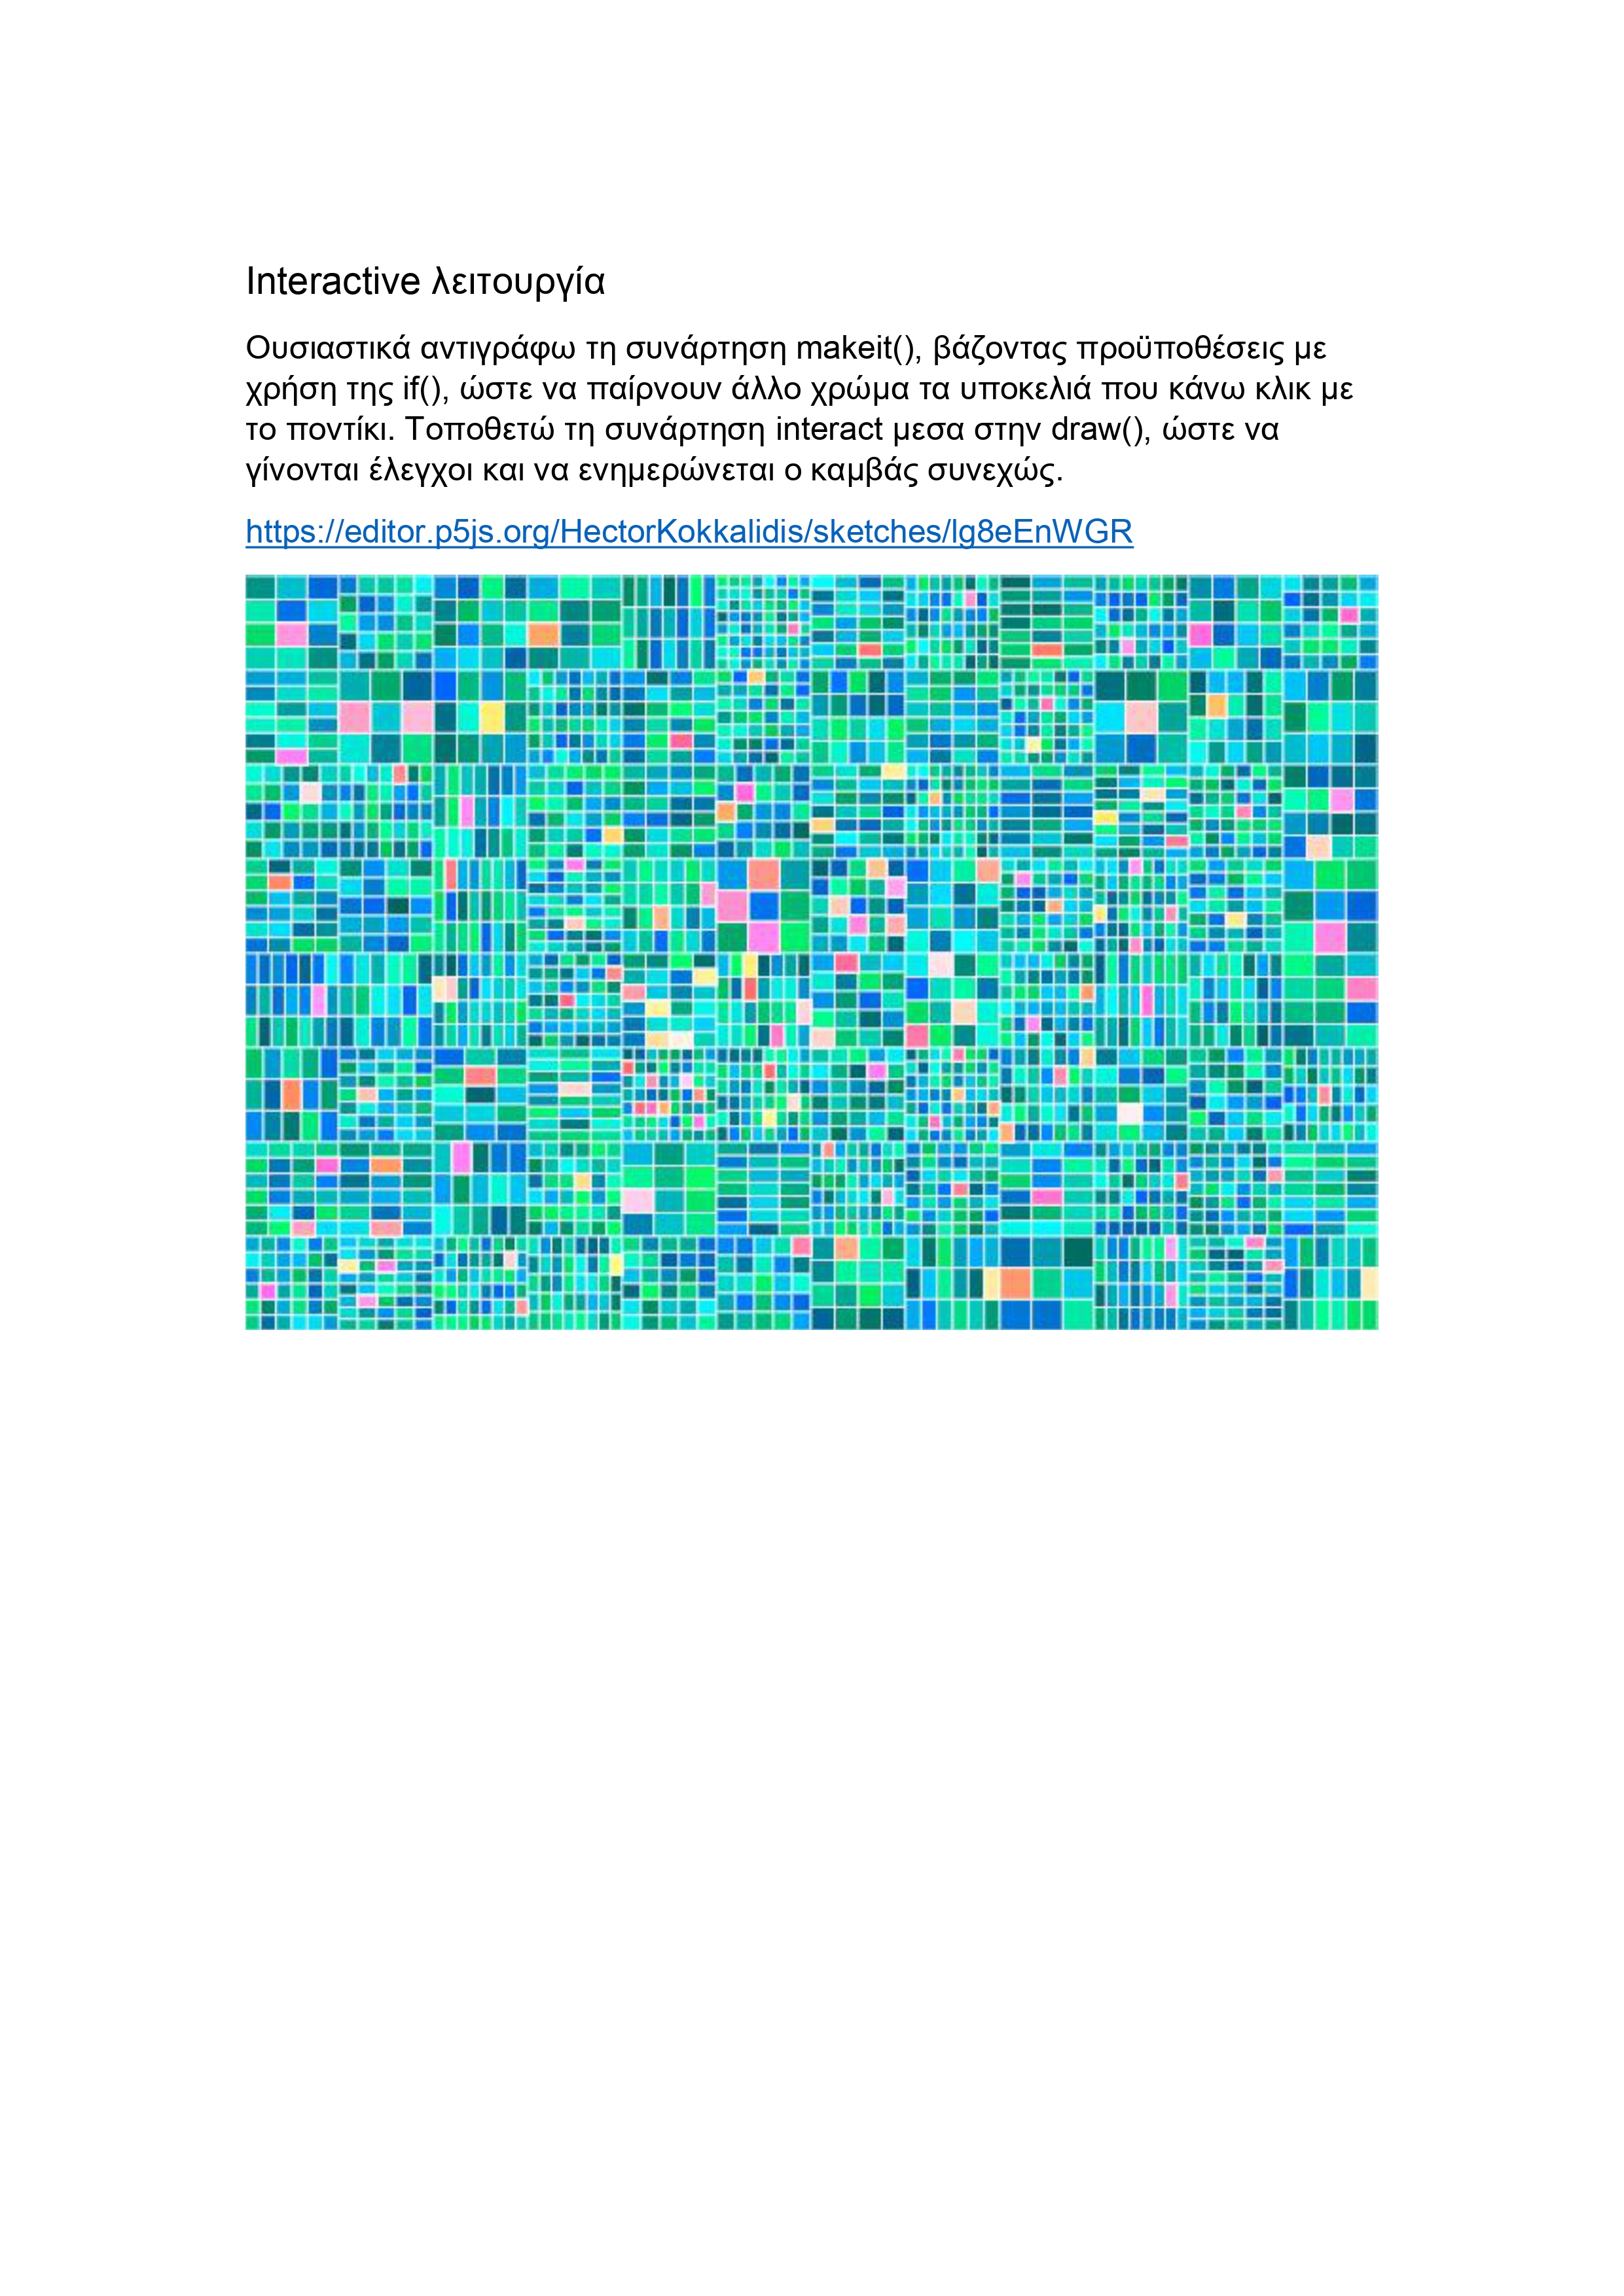 Interactive λειτουργία
Ουσιαστικά αντιγράφω τη συνάρτηση makeit(), βάζοντας προϋποθέσεις με
χρήση της if(), ώστε να παίρνουν άλλο χρώμα τα υποκελιά που κάνω κλικ με
το ποντίκι. Τοποθετώ τη συνάρτηση interact μεσα στην draw(), ώστε να
γίνονται έλεγχοι και να ενημερώνεται ο καμβάς συνεχώς.
https://editor.p5js.org/HectorKokkalidis/sketches/lg8eEnWGR